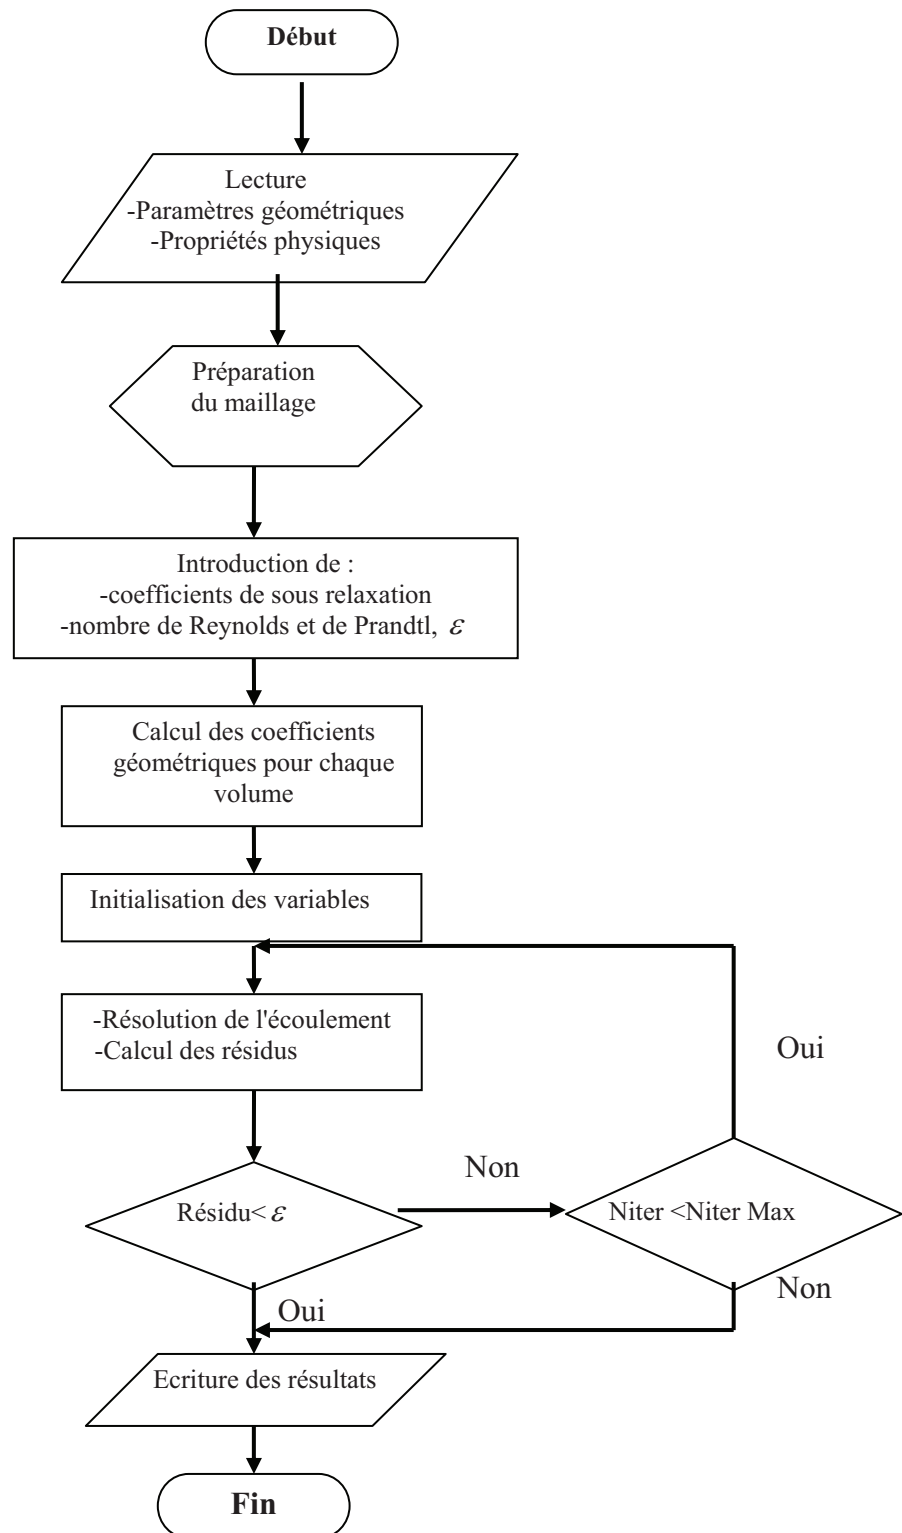 Début
Lecture
-Paramètres géométriques
-Propriétés physiques
Préparation
du maillage
Introduction de :
-coefficients de sous relaxation
-nombre de Reynolds et de Prandtl, ε
Calcul des coefficients
géométriques pour chaque
volume
Initialisation des variables
-Résolution de l'écoulement
-Calcul des résidus
Oui
Non
Résidu< ε
Niter <Niter Max
Non
Oui
Ecriture des résultats
Fin